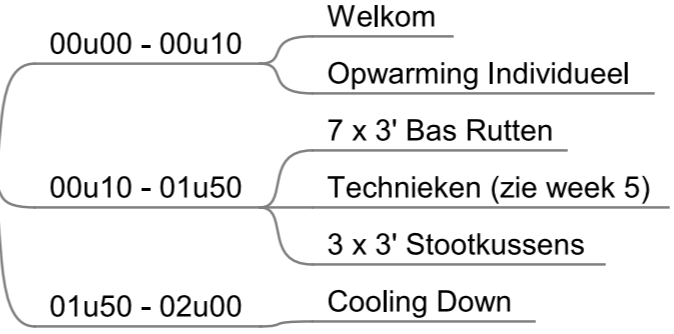 00u00 - 00u10
Welkom
Opwarming Individueel
00u10 - 01u50
7 x 3' Bas Rutten
Technieken (zie week 5)
3 x 3' Stootkussens
01u50 - 02u00
Cooling Down